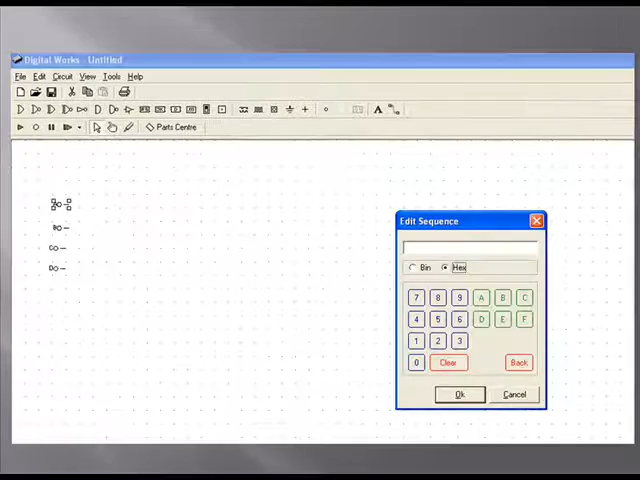 Digital Works - Untitled
File Edit Circuit View Tools Help
A
Parts Centre
B
C
D
Edit Sequence
Bin Hex
7 8 9 A B C
4 5 6 D E F
1 2 3
0 Clear Back
Ok Cancel